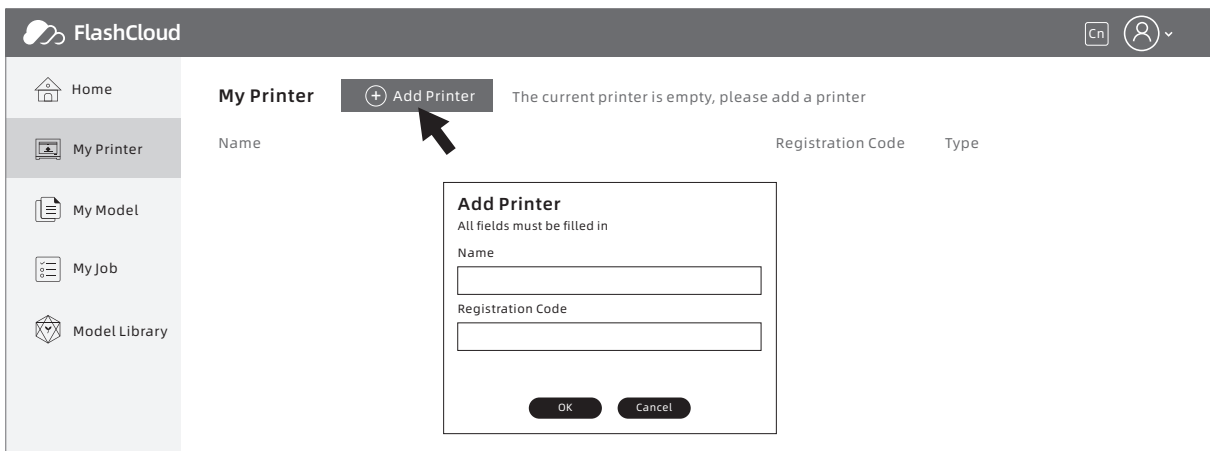 FlashCloud
Cn
Home
My Printer
My Model
My Job
Model Library
My Printer
Add Printer
The current printer is empty, please add a printer
Name
Registration Code
Type
Add Printer
All fields must be filled in
Name
Registration Code
OK
Cancel